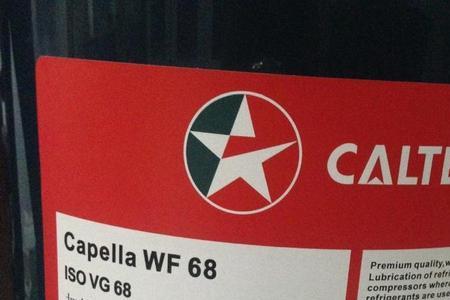 CALTE
Capella WF 68
ISO VG 68
Premium quality, w
Lubrication of refri
compressors where
refrigerants are use